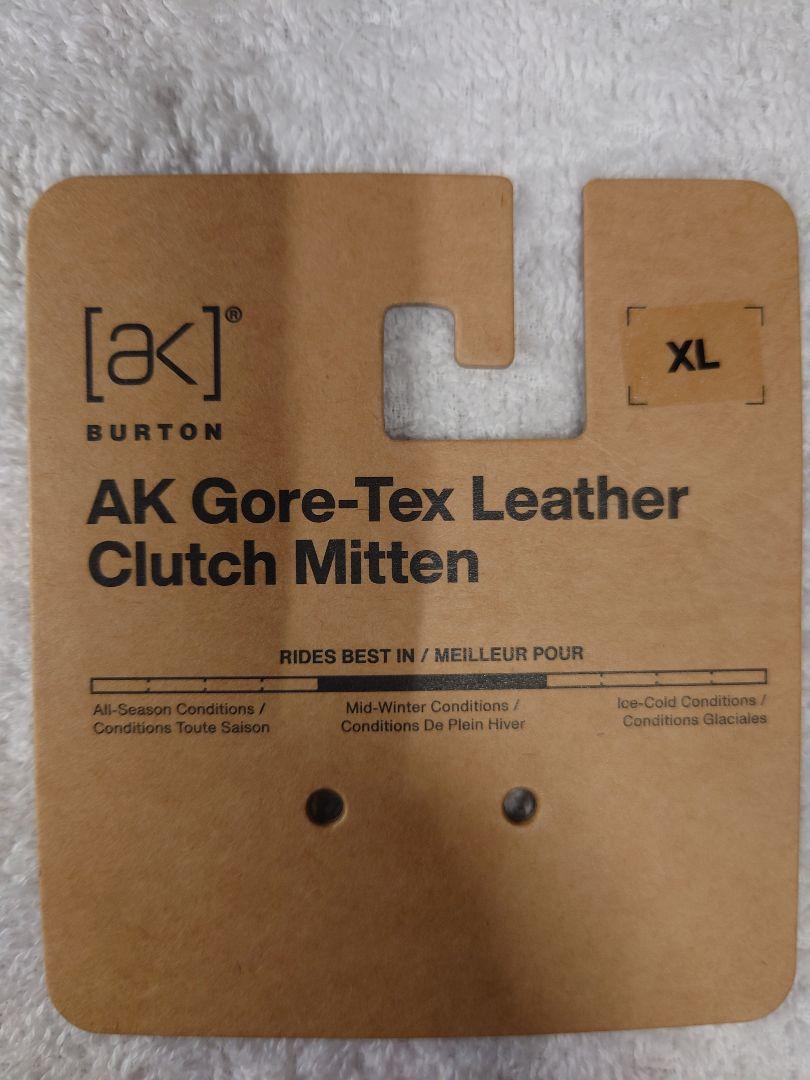 [ak]®
BURTON
XL
AK Gore-Tex Leather
Clutch Mitten
RIDES BEST IN / MEILLEUR POUR
All-Season Conditions /
Conditions Toute Saison
Mid-Winter Conditions /
Conditions De Plein Hiver
Ice-Cold Conditions /
Conditions Glaciales